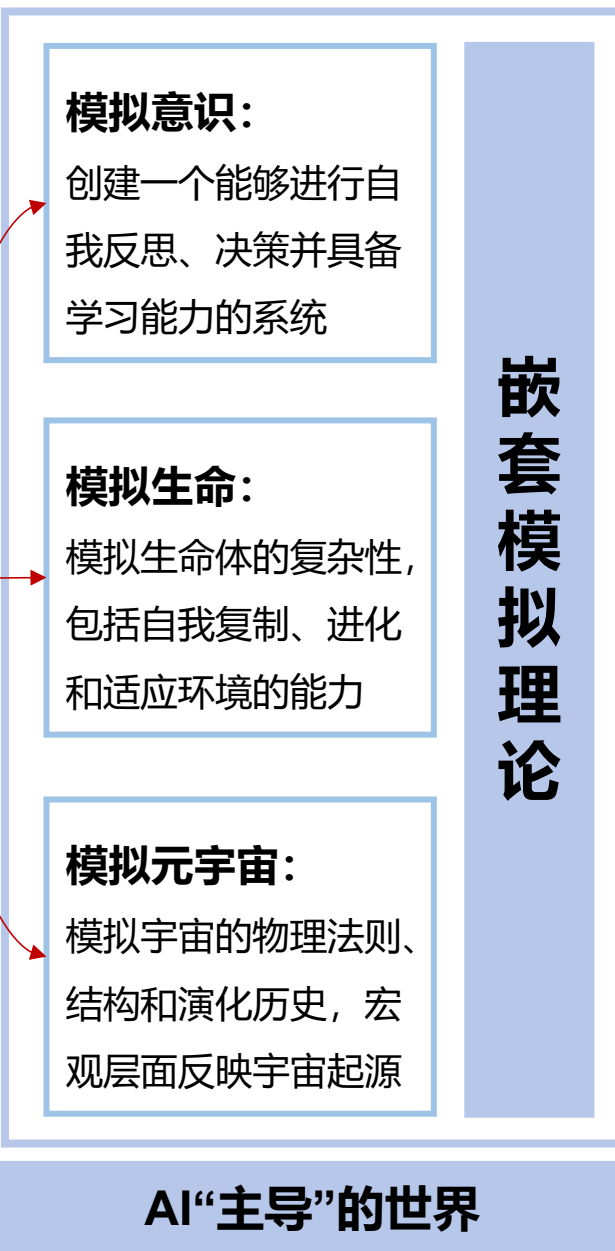 模拟意识：
创建一个能够进行自
我反思、决策并具备
学习能力的系统
模拟生命：
模拟生命体的复杂性，
包括自我复制、进化
和适应环境的能力
模拟元宇宙：
模拟宇宙的物理法则、
结构和演化历史，宏
观层面反映宇宙起源
嵌套模拟理论
AI“主导”的世界